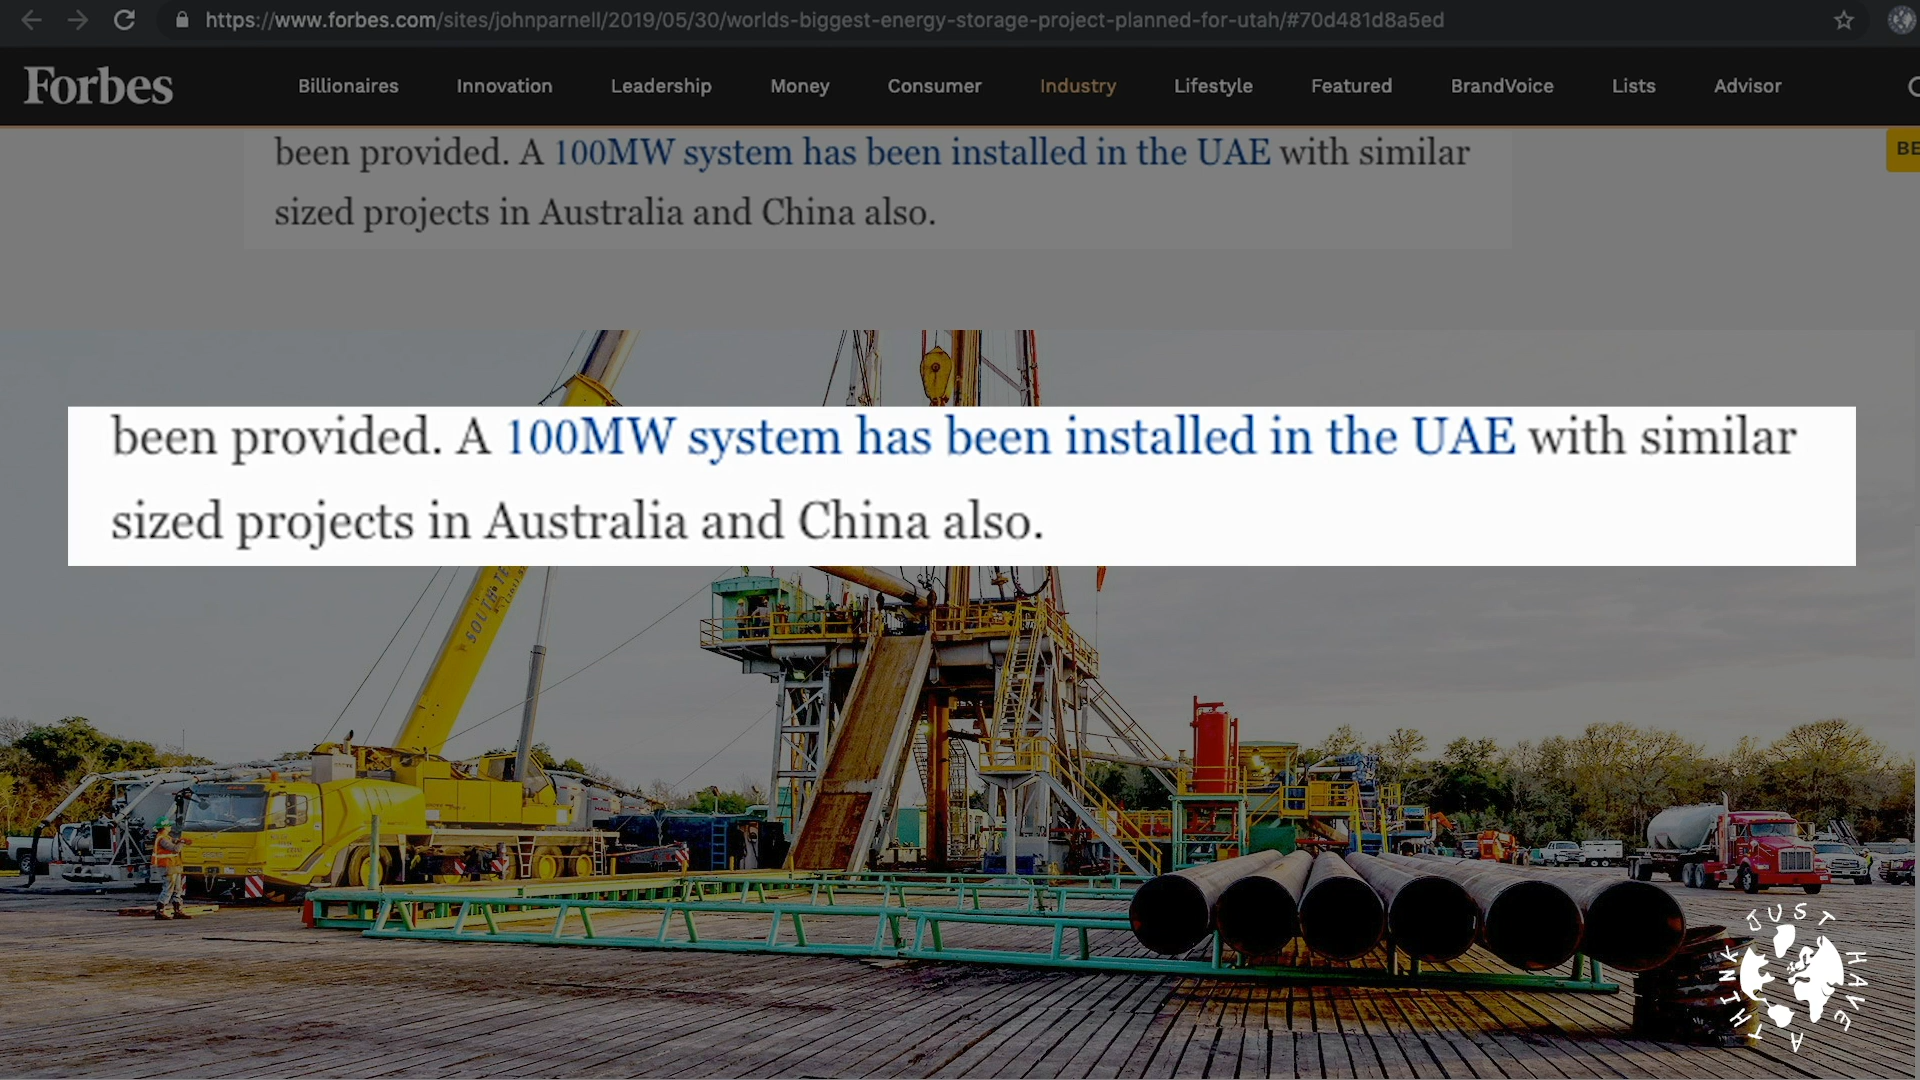 https://www.forbes.com/sites/johnparnell/2019/05/30/worlds-biggest-energy-storage-project-planned-for-utah/#70d481d8a5ed
Forbes Billionaires Innovation Leadership Money Consumer Industry Lifestyle Featured BrandVoice Lists Advisor
been provided. A 100MW system has been installed in the UAE with similar
BE
sized projects in Australia and China also.
been provided. A 100MW system has been installed in the UAE with similar
sized projects in Australia and China also.
JUST HAVE A THINK